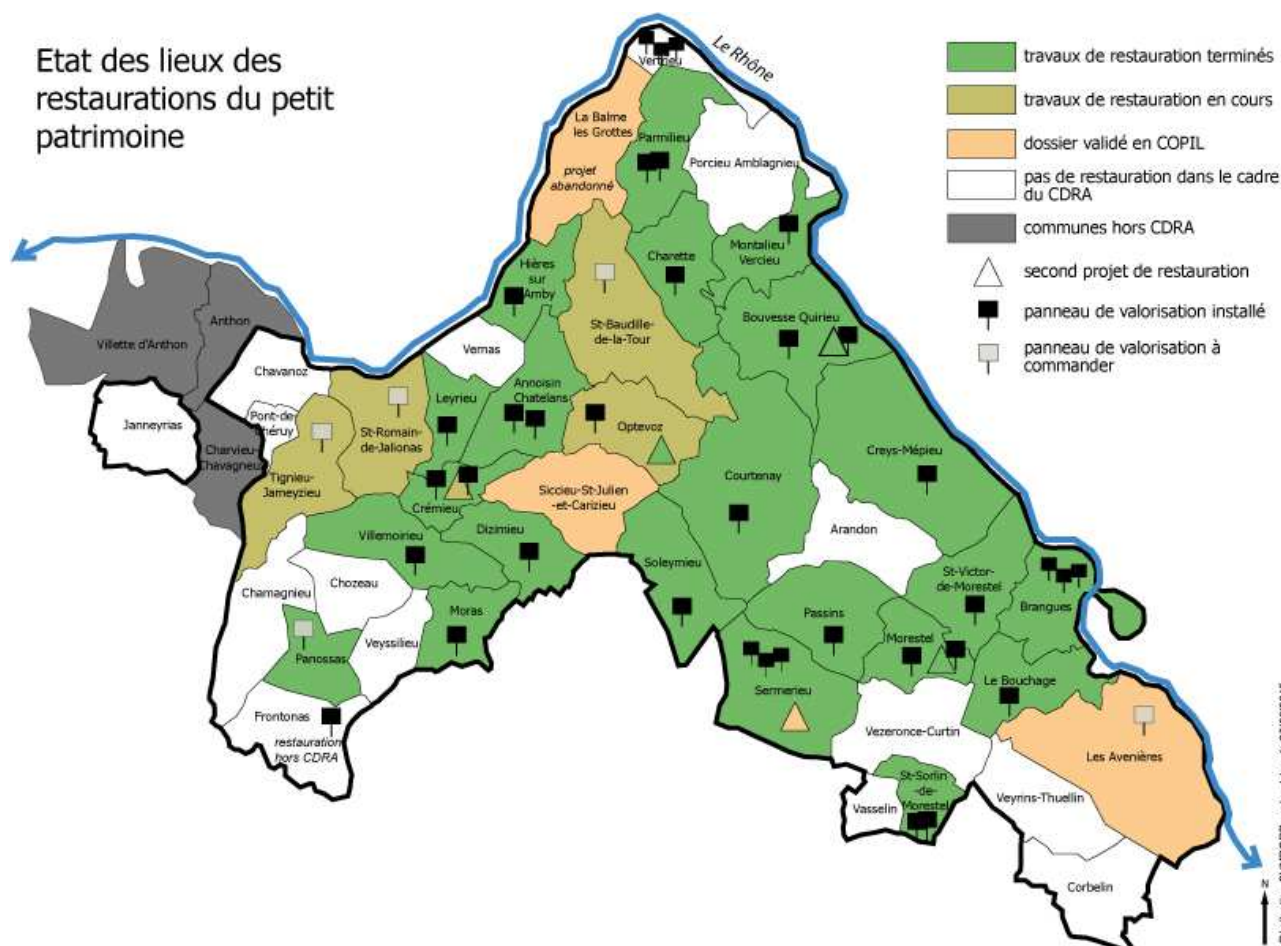 Etat des lieux des
restaurations du petit
patrimoine
Le Rhône
travaux de restauration terminés
travaux de restauration en cours
dossier validé en COPIL
pas de restauration dans le cadre
du CDRA
communes hors CDRA
second projet de restauration
panneau de valorisation installé
panneau de valorisation à
commander
Vertrieu
La Balme
les Grottes
projet
abandonné
Parmilieu
Porcieu Amblagnieu
Montalieu
Vercieu
Charette
Hières
sur
Amby
St-Baudille-
de-la-Tour
Bouvesse Quirieu
Anthon
Villette d'Anthon
Vernas
Chavanoz
Annoisin
Chatelans
Leyrieu
Janneyrias
Pont-de-
Chéruy
St-Romain-
de-Jalionas
Optevoz
Charvieu-
Chavagneu
Tignieu-
Jameyzieu
Creys-Mépieu
Courtenay
Siccieu-St-Julien
-et-Carizieu
Crémieu
Arandon
Villemoirieu
Dizimieu
Soleymieu
St-Victor-
de-Morestel
Chozeau
Chamagnieu
Brangues
Moras
Passins
Veyssilieu
Morestel
Panossas
Le Bouchage
Sermerieu
Frontonas
restauration
hors CDRA
Vezeronce-Curtin
Les Avenières
St-Sorlin
-de-
Morestel
Vasselin
Veyrins-Thuellin
Corbelin
N